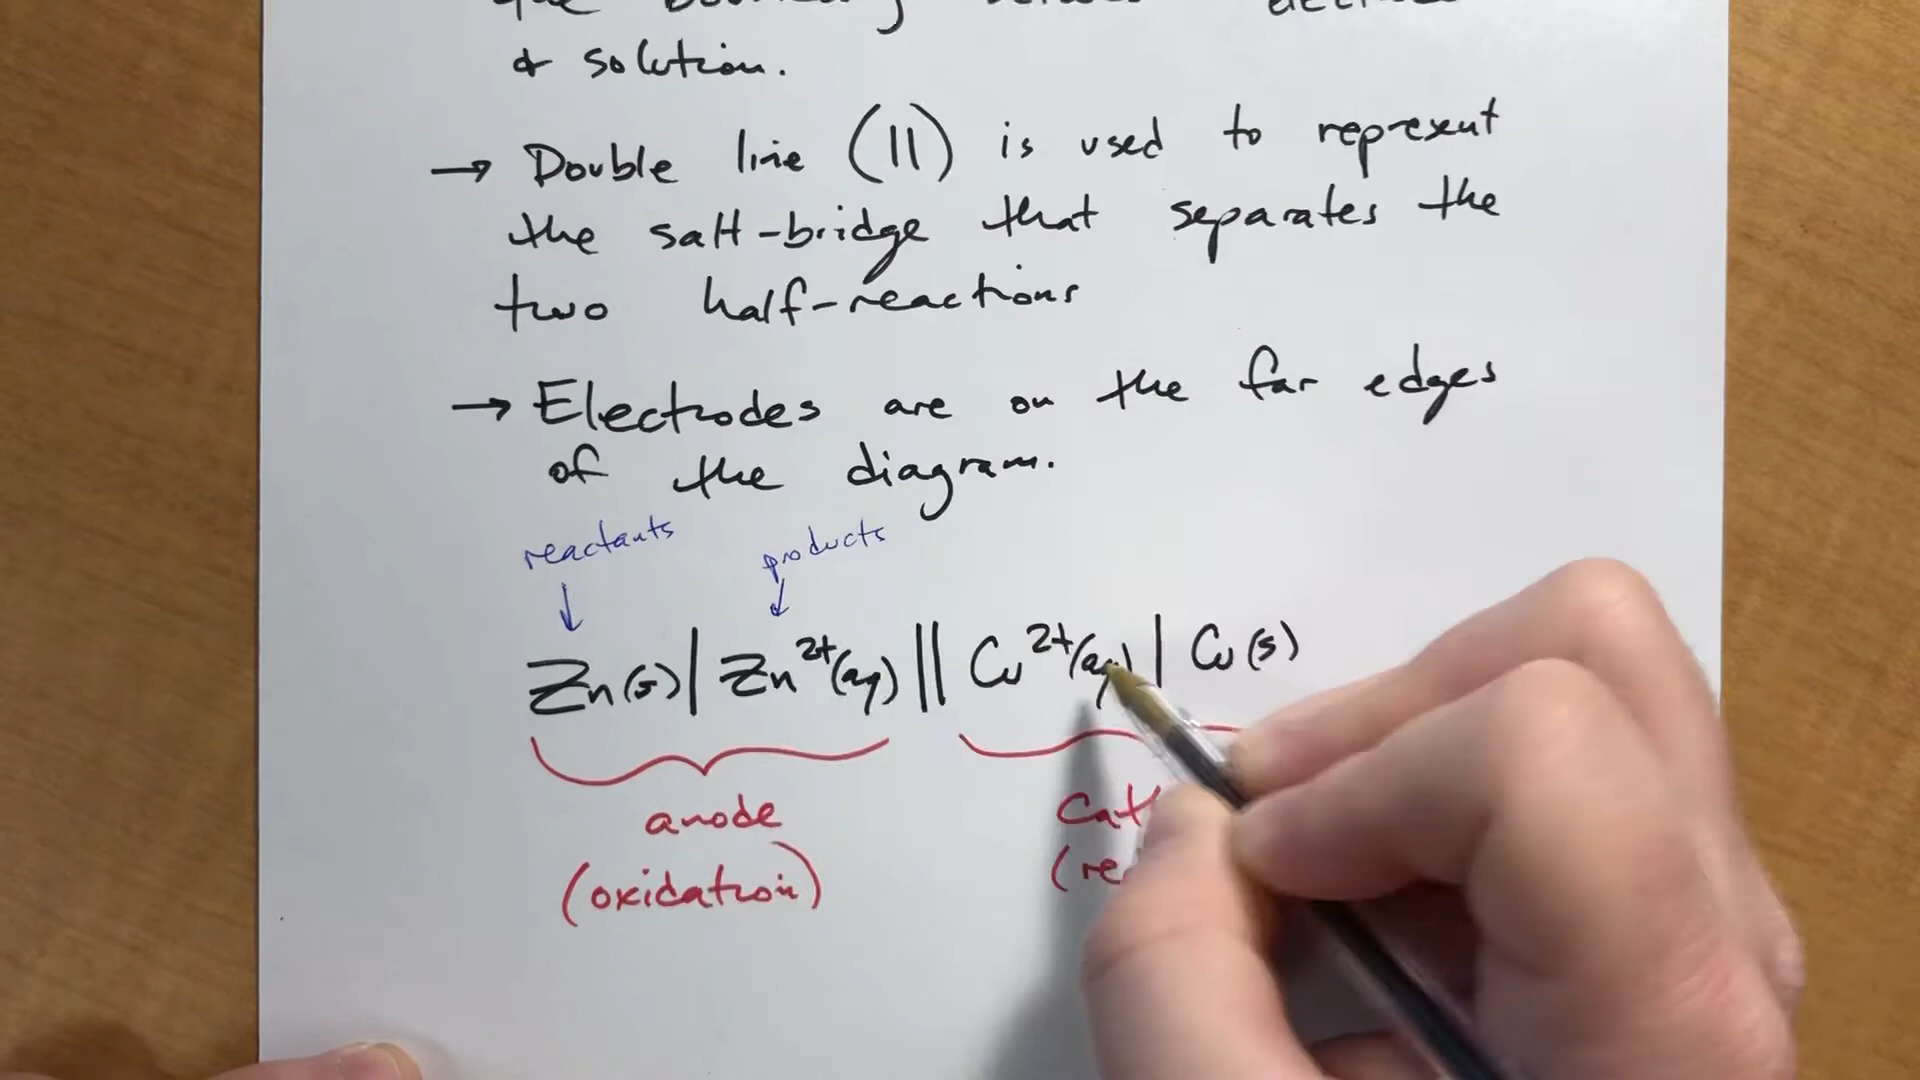 the
& solution.
→ Double line (||) is used to represent
the salt-bridge that separates the
two half-reactions
→ Electrodes are on the far edges
of the diagram.
reactants products
↓ ↓
Zn(s)|Zn²⁺(aq)||Cu²⁺(aq)|Cu(s)
anode
(oxidation)